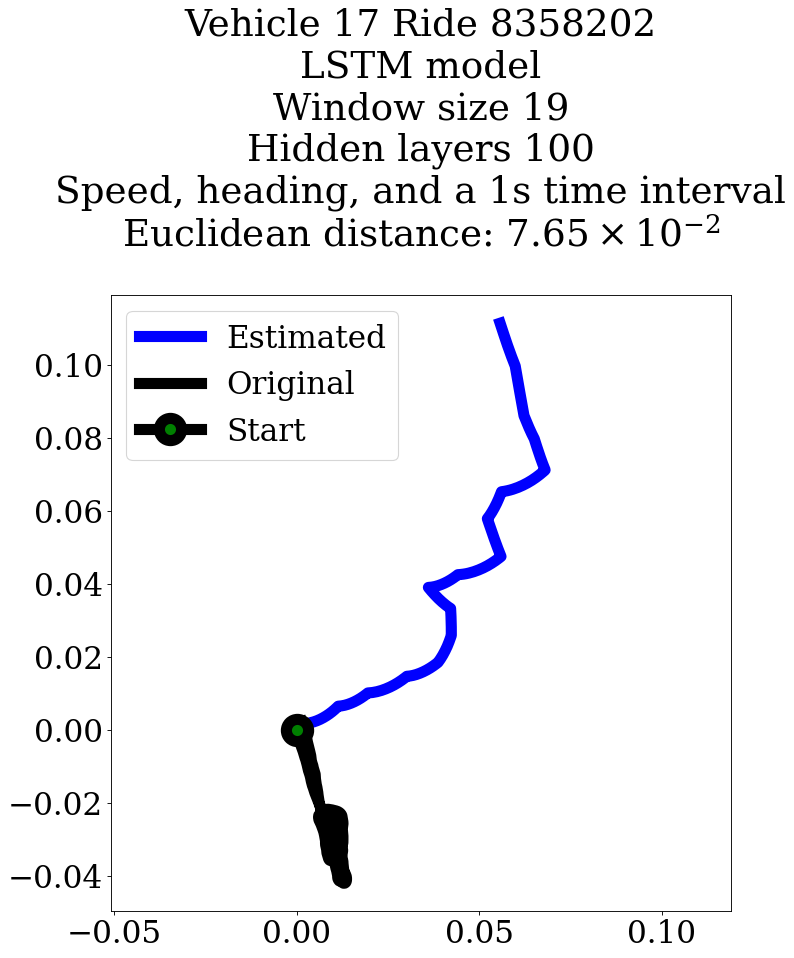 Vehicle 17 Ride 8358202
LSTM model
Window size 19
Hidden layers 100
Speed, heading, and a 1s time interval
Euclidean distance: 7.65 × 10⁻²
Estimated
Original
Start
0.10
0.08
0.06
0.04
0.02
0.00
−0.02
−0.04
−0.05 0.00 0.05 0.10